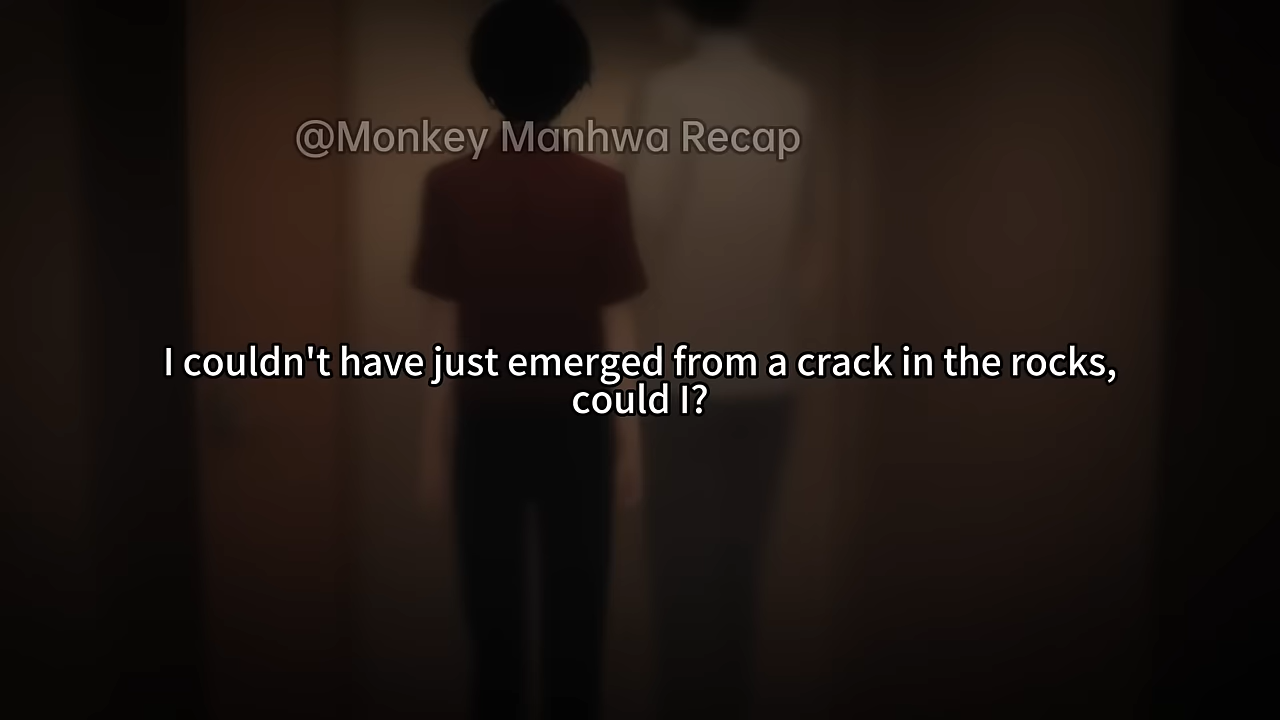 @Monkey Manhwa Recap
I couldn't have just emerged from a crack in the rocks,
could I?